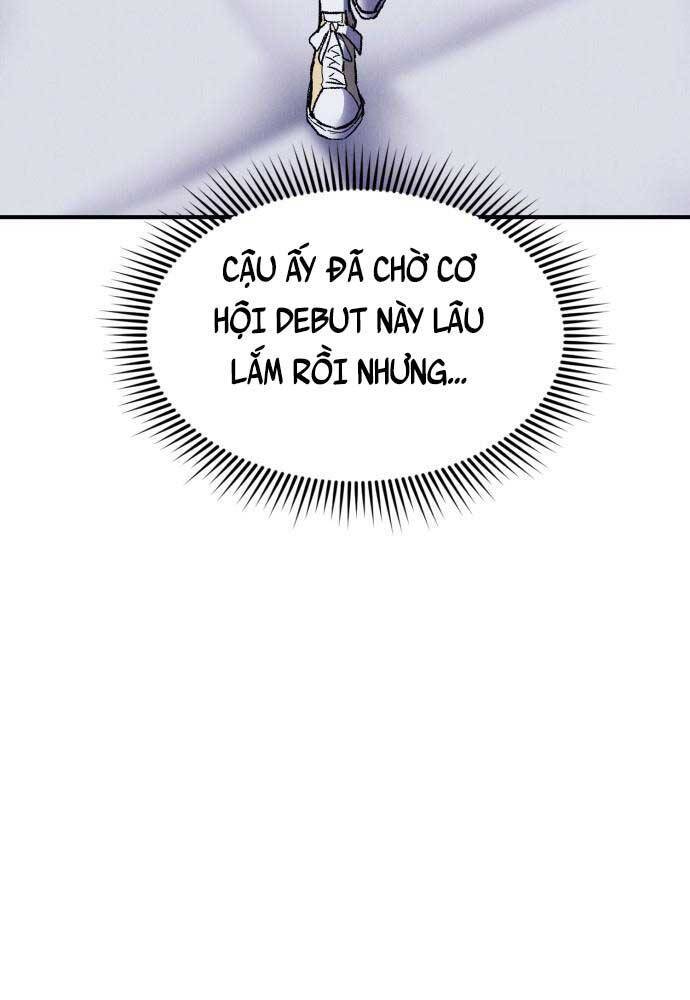 CẬU ẤY ĐÃ CHỜ CƠ
HỘI DEBUT NÀY LÂU
LẮM RỒI NHƯNG...